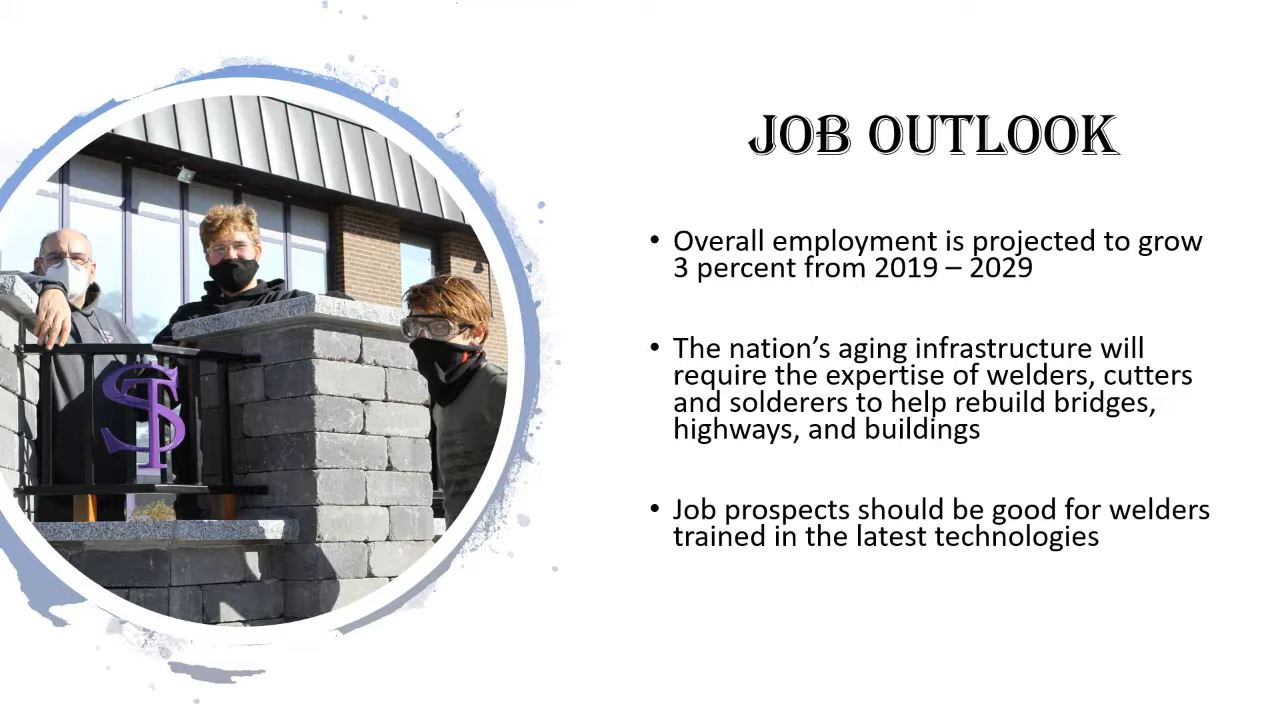 JOB OUTLOOK
• Overall employment is projected to grow
3 percent from 2019 – 2029
• The nation’s aging infrastructure will
require the expertise of welders, cutters
and solderers to help rebuild bridges,
highways, and buildings
• Job prospects should be good for welders
trained in the latest technologies
ST